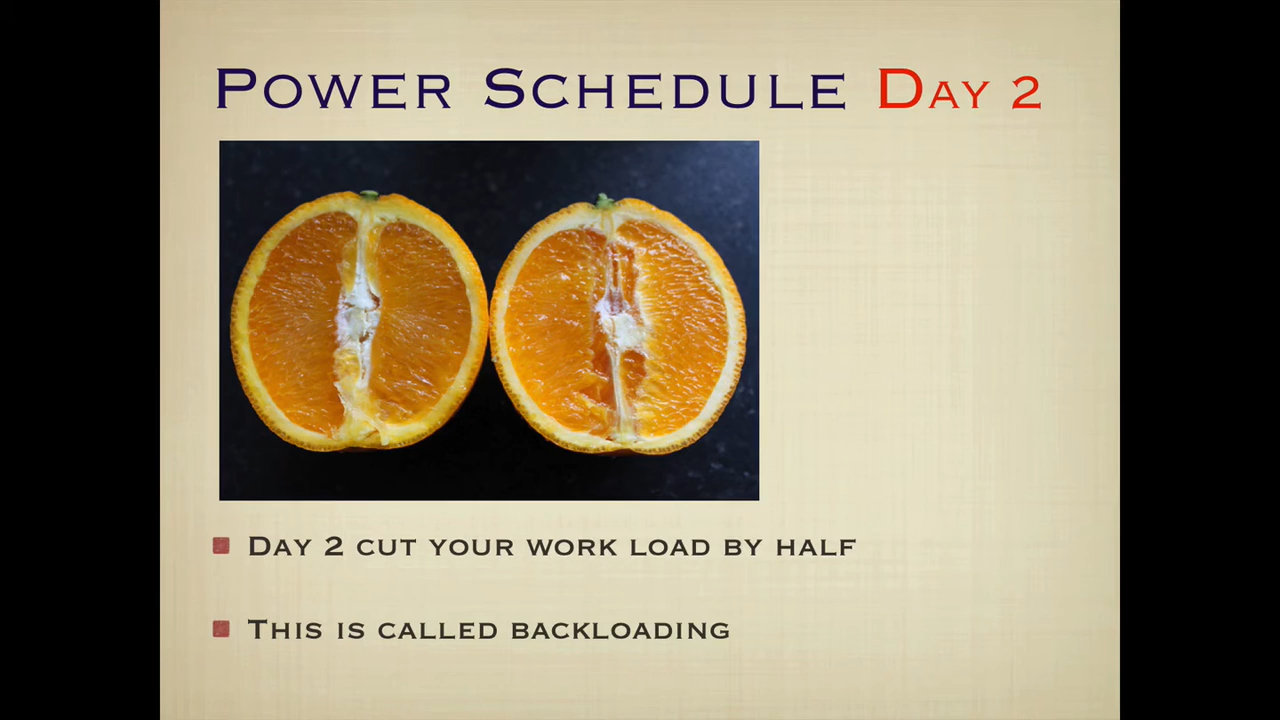 Power Schedule Day 2
Day 2 cut your work load by half
This is called backloading